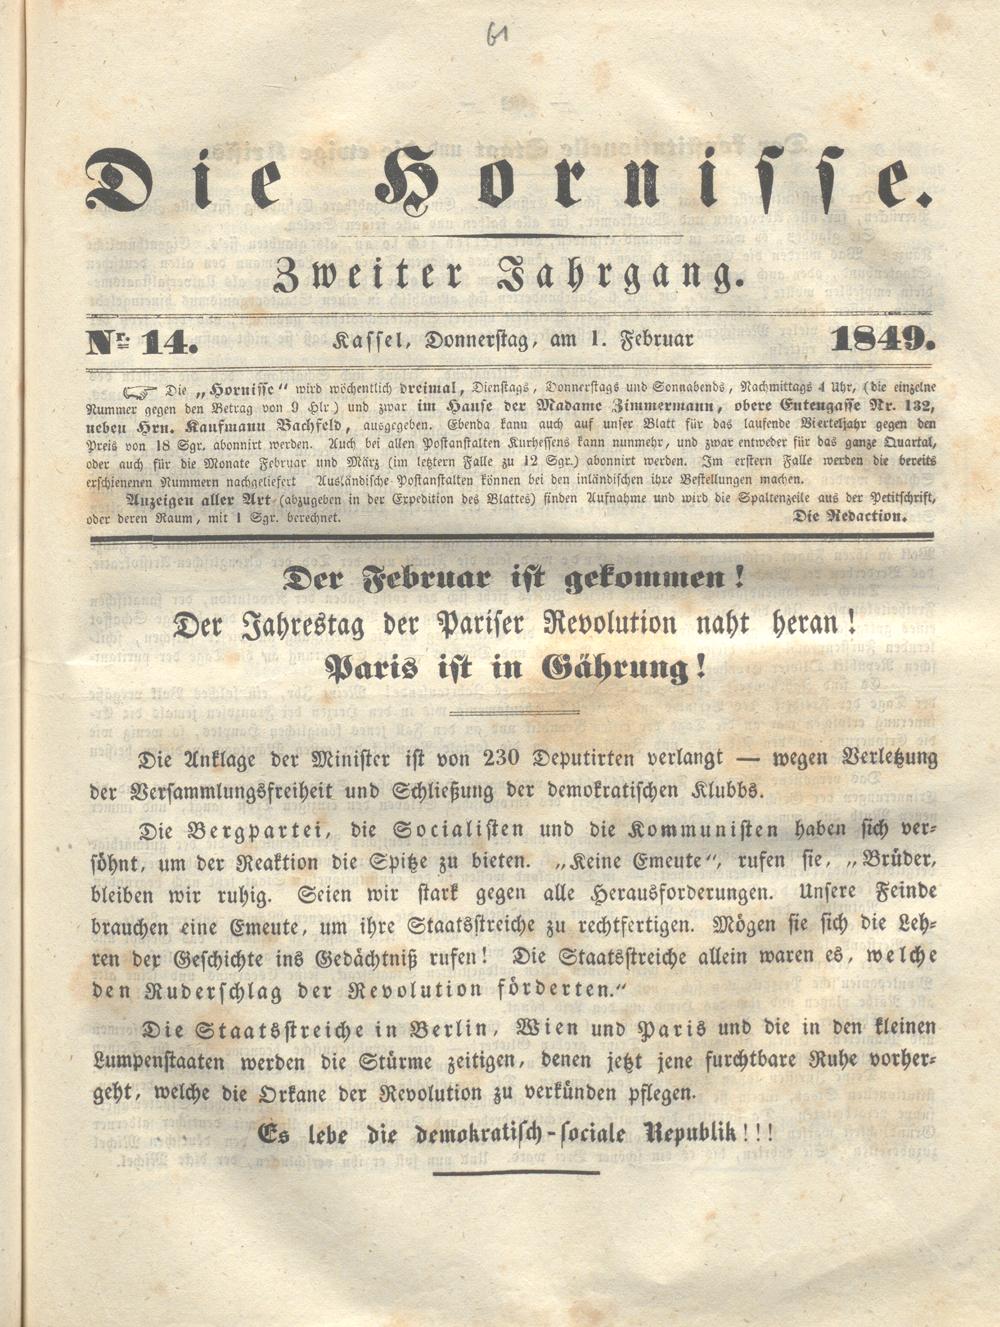 61
Die Hornisse.
Zweiter Jahrgang.
Nr. 14. Kassel, Donnerstag, am 1. Februar 1849.
☞ Die „Hornisse“ wird wöchentlich dreimal, Dienstags, Donnerstags und Sonnabends, Nachmittags 4 Uhr, (die einzelne
Nummer gegen den Betrag von 9 Hlr.) und zwar im Hause der Madame Zimmermann, obere Entengasse Nr. 132,
neben Hrn. Kaufmann Bachfeld, ausgegeben. Ebenda kann auch auf unser Blatt für das laufende Vierteljahr gegen den
Preis von 18 Sgr. abonnirt werden. Auch bei allen Postanstalten Kurhessens kann nunmehr, und zwar entweder für das ganze Quartal,
oder auch für die Monate Februar und März (im letztern Falle zu 12 Sgr.) abonnirt werden. Im erstern Falle werden die bereits
erschienenen Nummern nachgeliefert Ausländische Postanstalten können bei den inländischen ihre Bestellungen machen.
Anzeigen aller Art (abzugeben in der Expedition des Blattes) finden Aufnahme und wird die Spaltenzeile aus der Petitschrift,
oder deren Raum, mit 1 Sgr. berechnet. Die Redaction.
Der Februar ist gekommen!
Der Jahrestag der Pariser Revolution naht heran!
Paris ist in Gährung!
Die Anklage der Minister ist von 230 Deputirten verlangt — wegen Verletzung
der Versammlungsfreiheit und Schließung der demokratischen Klubbs.
Die Bergpartei, die Socialisten und die Kommunisten haben sich ver-
söhnt, um der Reaktion die Spitze zu bieten. „Keine Emeute“, rufen sie, „Brüder,
bleiben wir ruhig. Seien wir stark gegen alle Herausforderungen. Unsere Feinde
brauchen eine Emeute, um ihre Staatsstreiche zu rechtfertigen. Mögen sie sich die Leh-
ren der Geschichte ins Gedächtniß rufen! Die Staatsstreiche allein waren es, welche
den Ruderschlag der Revolution förderten.“
Die Staatsstreiche in Berlin, Wien und Paris und die in den kleinen
Lumpenstaaten werden die Stürme zeitigen, denen jetzt jene furchtbare Ruhe vorher-
geht, welche die Orkane der Revolution zu verkünden pflegen.
Es lebe die demokratisch-sociale Republik!!!